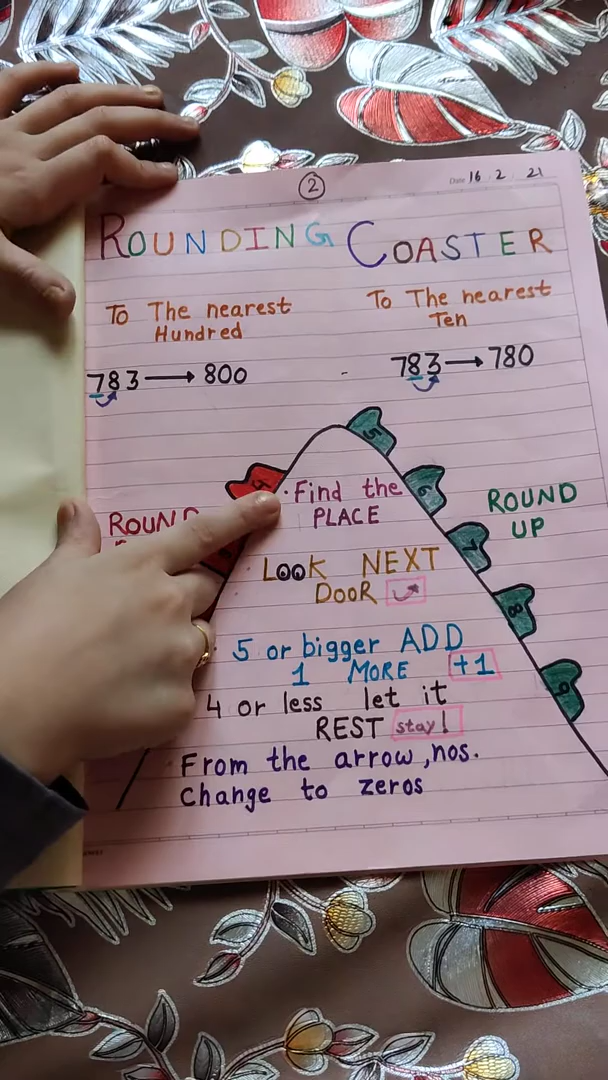 2
Date 16 2 21
ROUNDING COASTER
To The nearest
Hundred
783 → 800
To The nearest
Ten
783 → 780
5
6
7
8
9
ROUND
ROUND
UP
· Find the
PLACE
· LOOK NEXT
DOOR
· 5 or bigger ADD
1 MORE +1
4 or less let it
REST stay!
From the arrow, nos.
Change to zeros